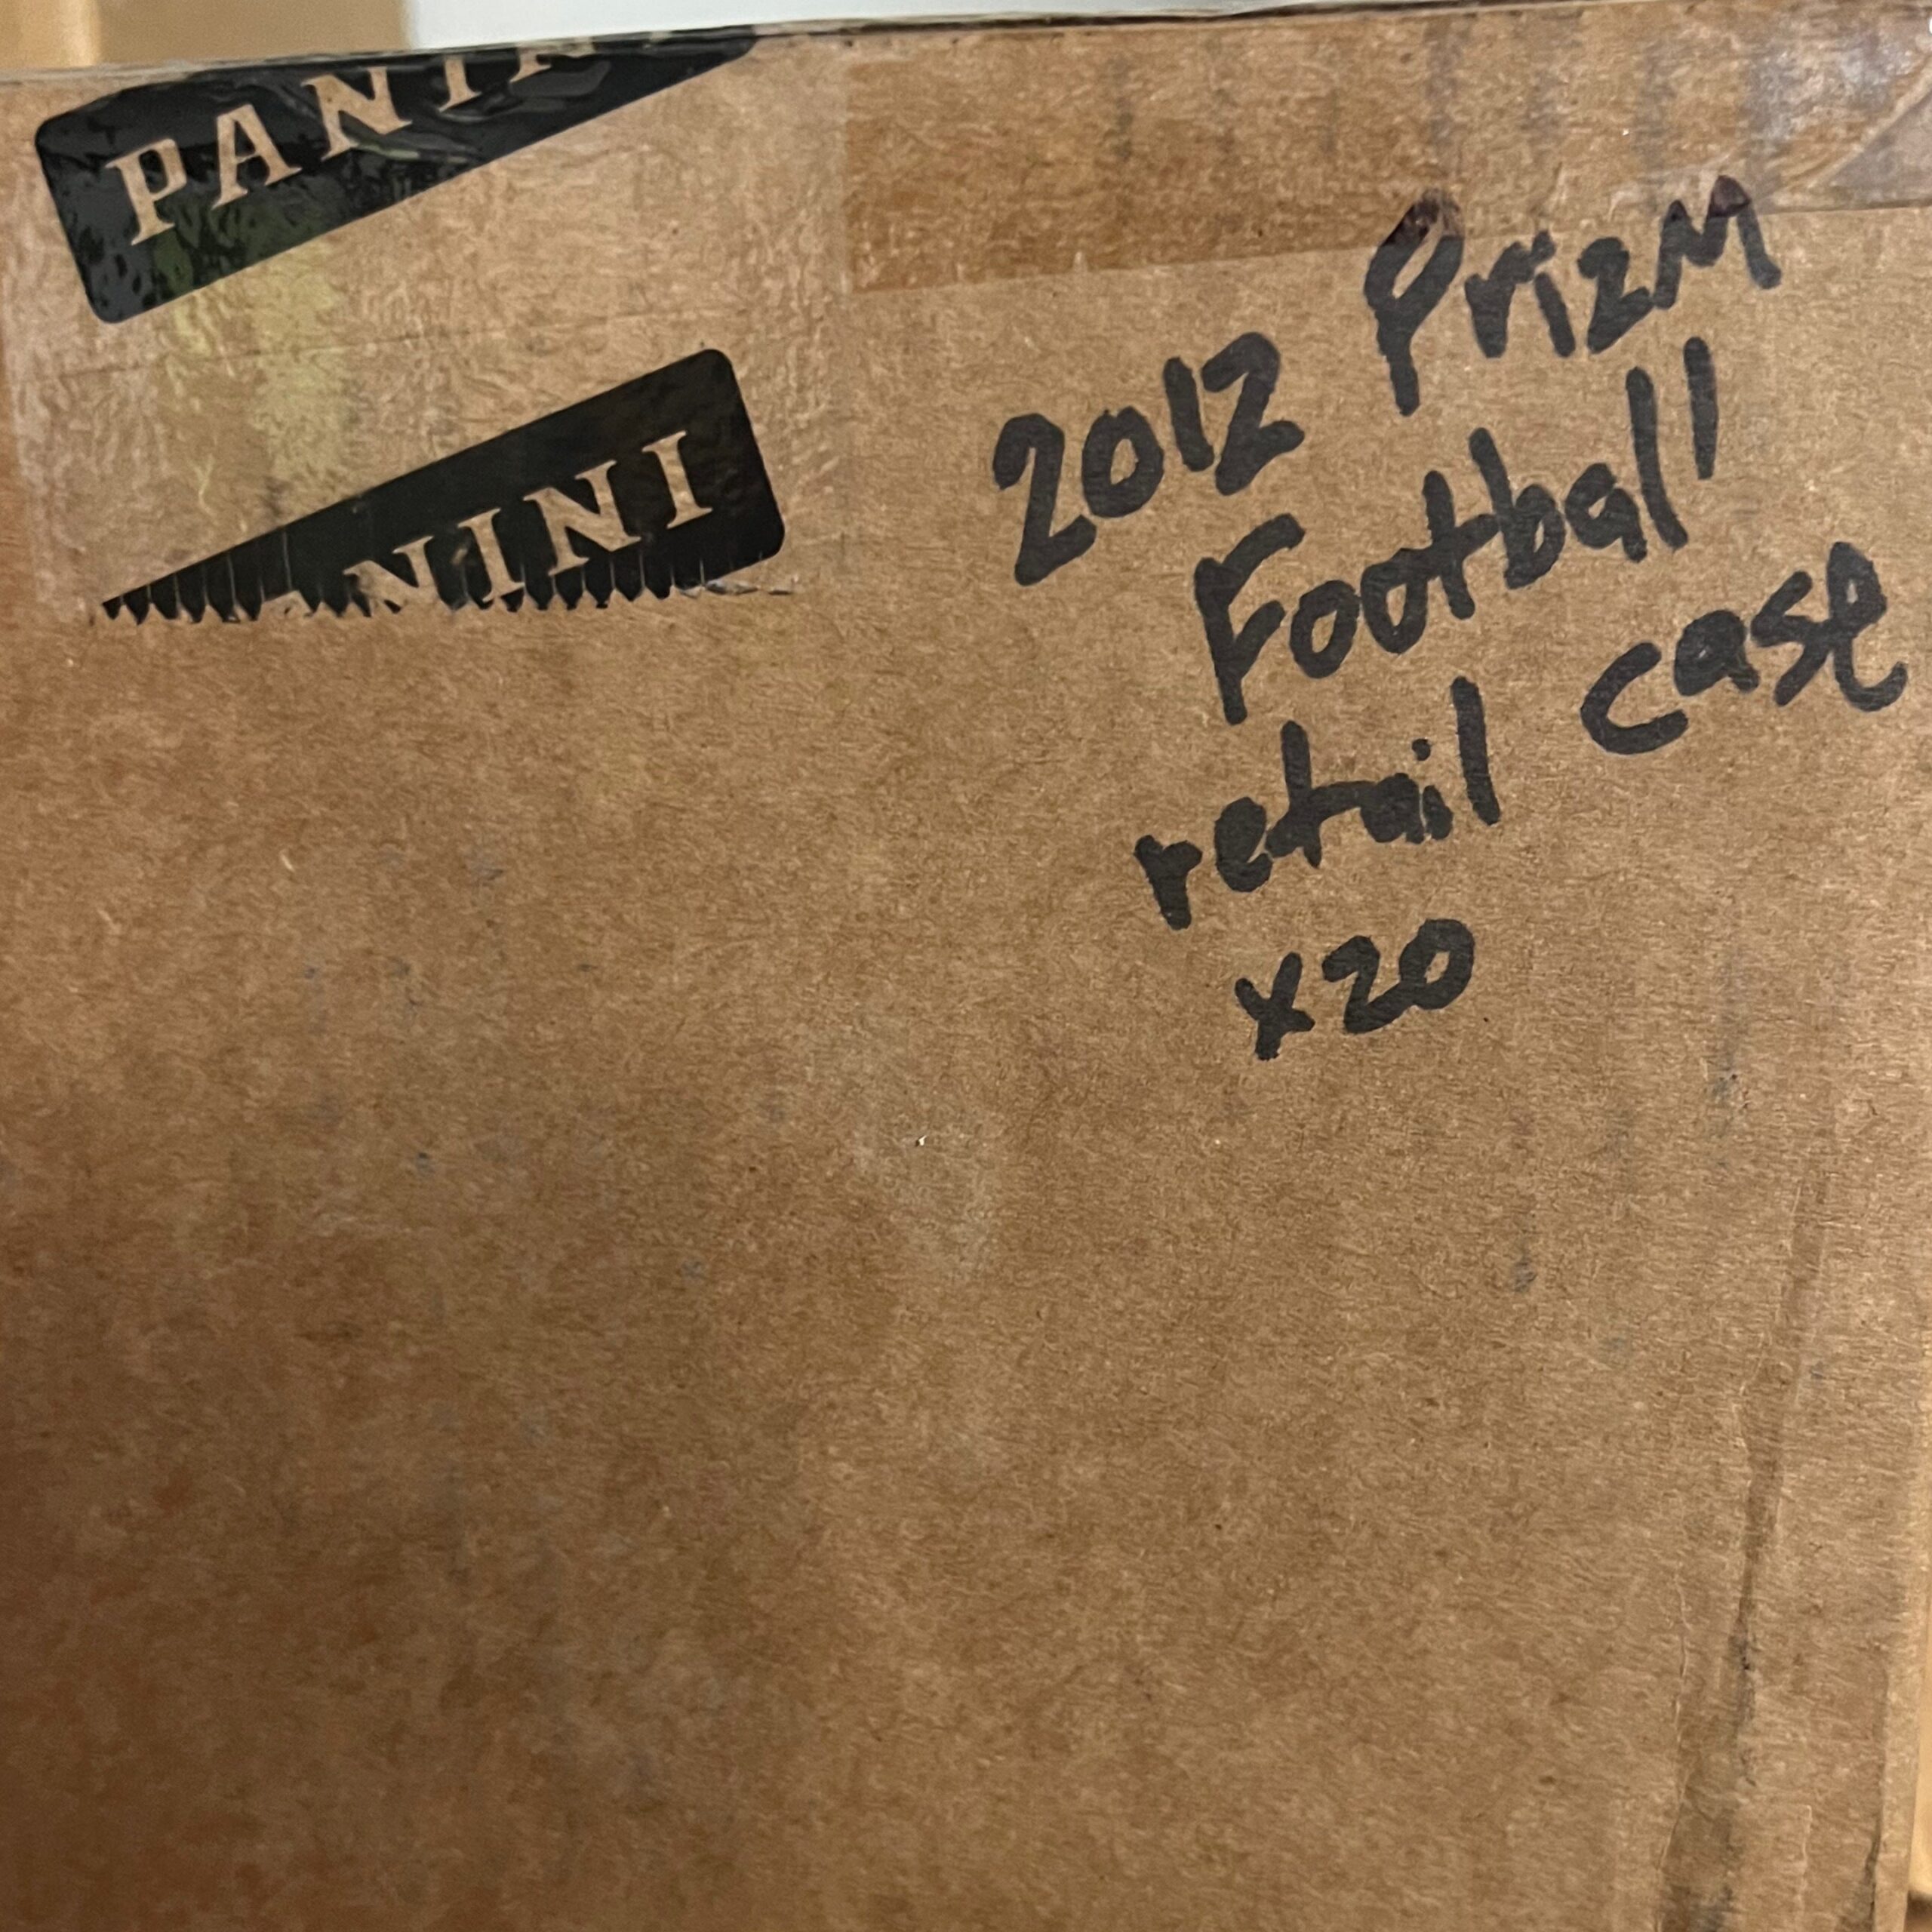 PANI
NINI
2012 Prizm
Football
retail case
x20